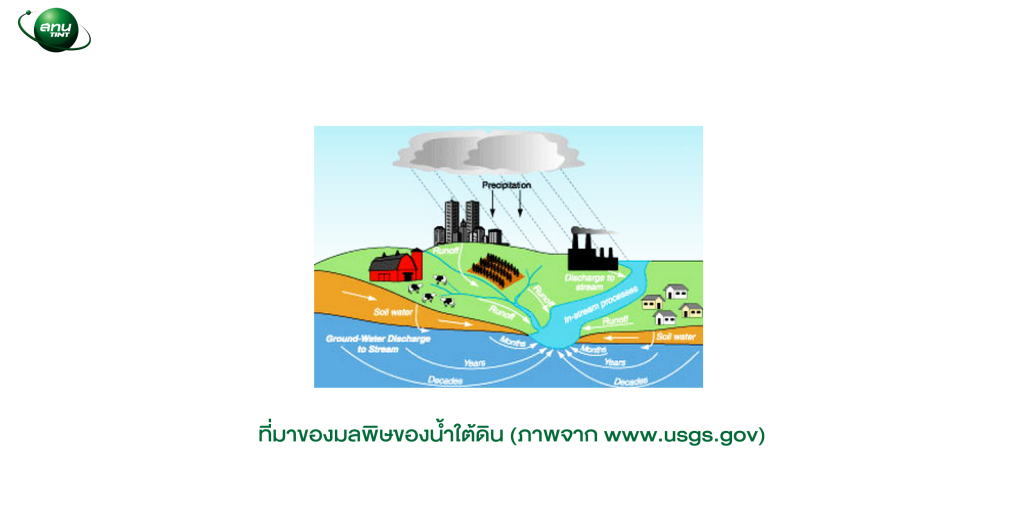 สทน
TINT
Precipitation
Runoff
Discharge to
stream
Runoff
In-stream processes
Runoff
Runoff
Soil water
Soil water
Ground-Water Discharge
to Stream
Months
Months
Years
Years
Decades
Decades
ที่มาของมลพิษของน้ำใต้ดิน (ภาพจาก www.usgs.gov)